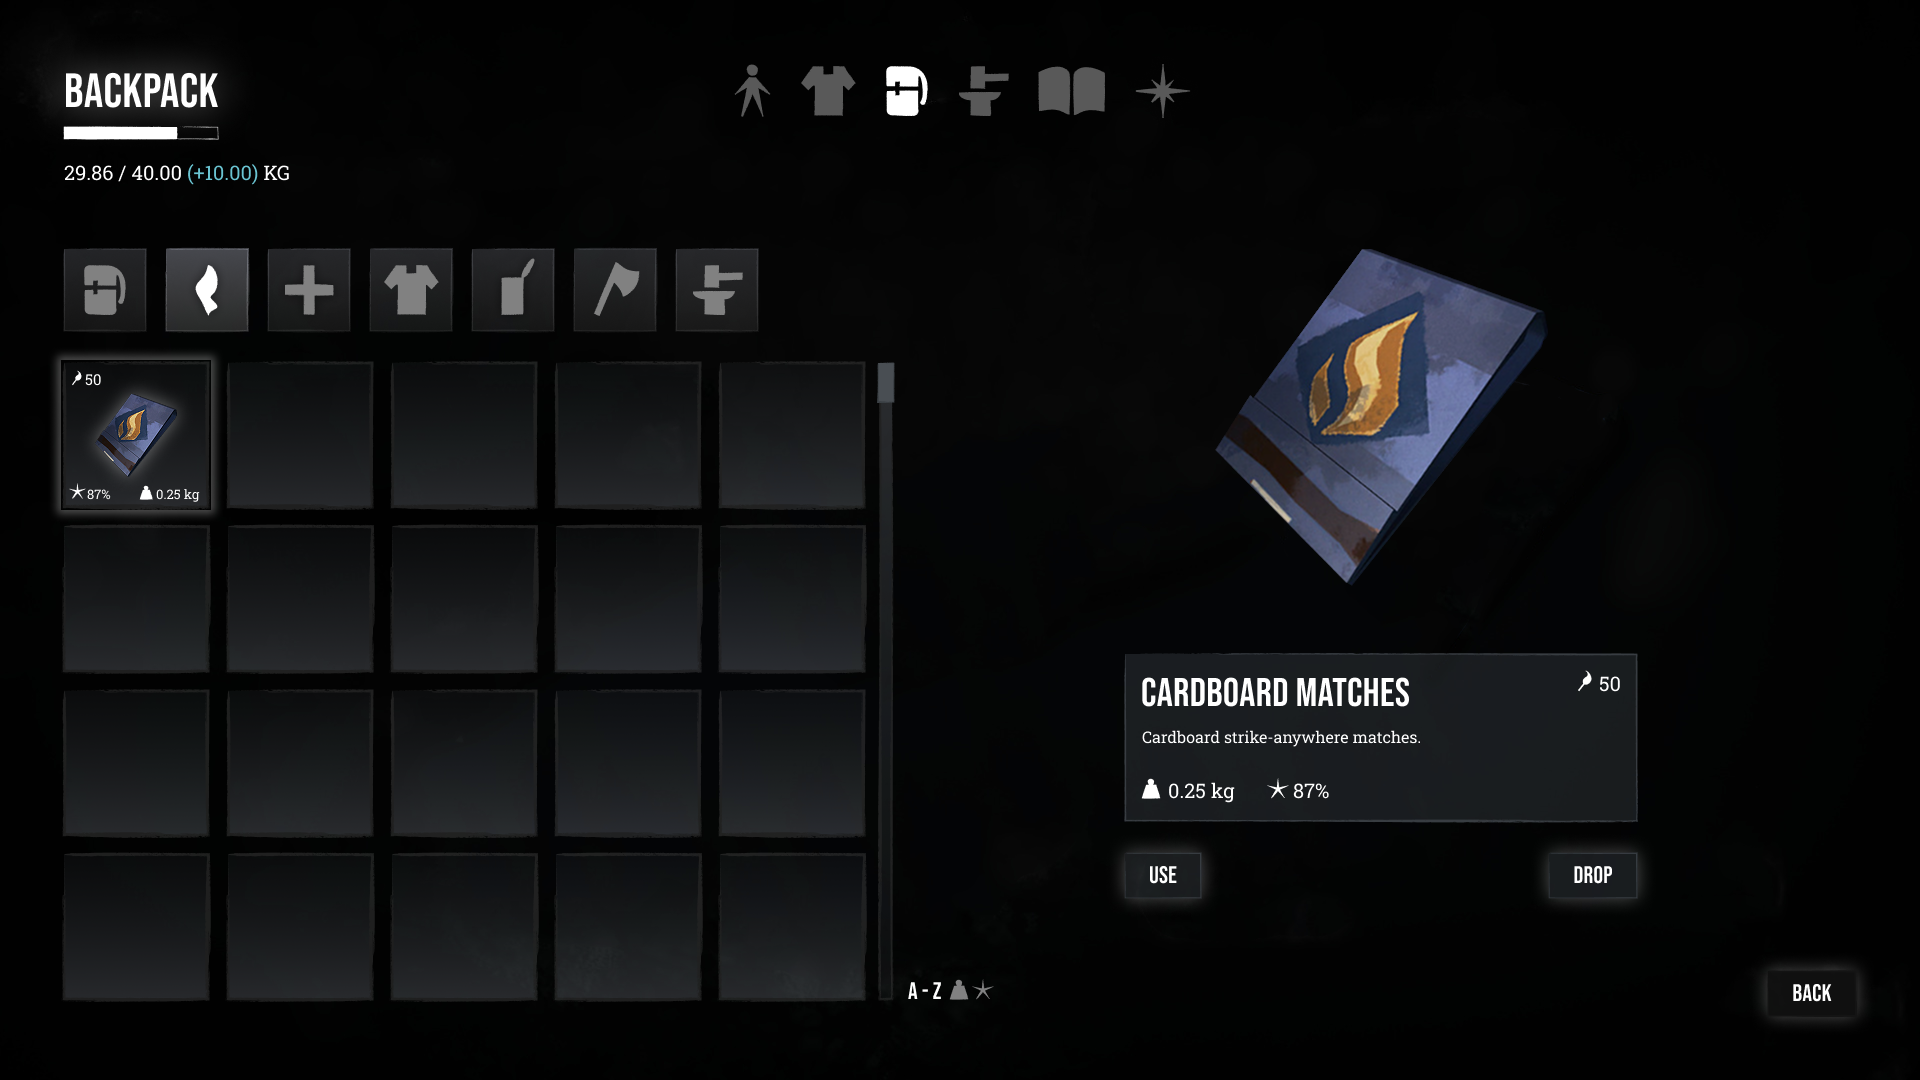 BACKPACK
29.86 / 40.00 (+10.00) KG
50
87% 0.25 kg
CARDBOARD MATCHES
50
Cardboard strike-anywhere matches.
0.25 kg 87%
USE
DROP
A - Z
BACK